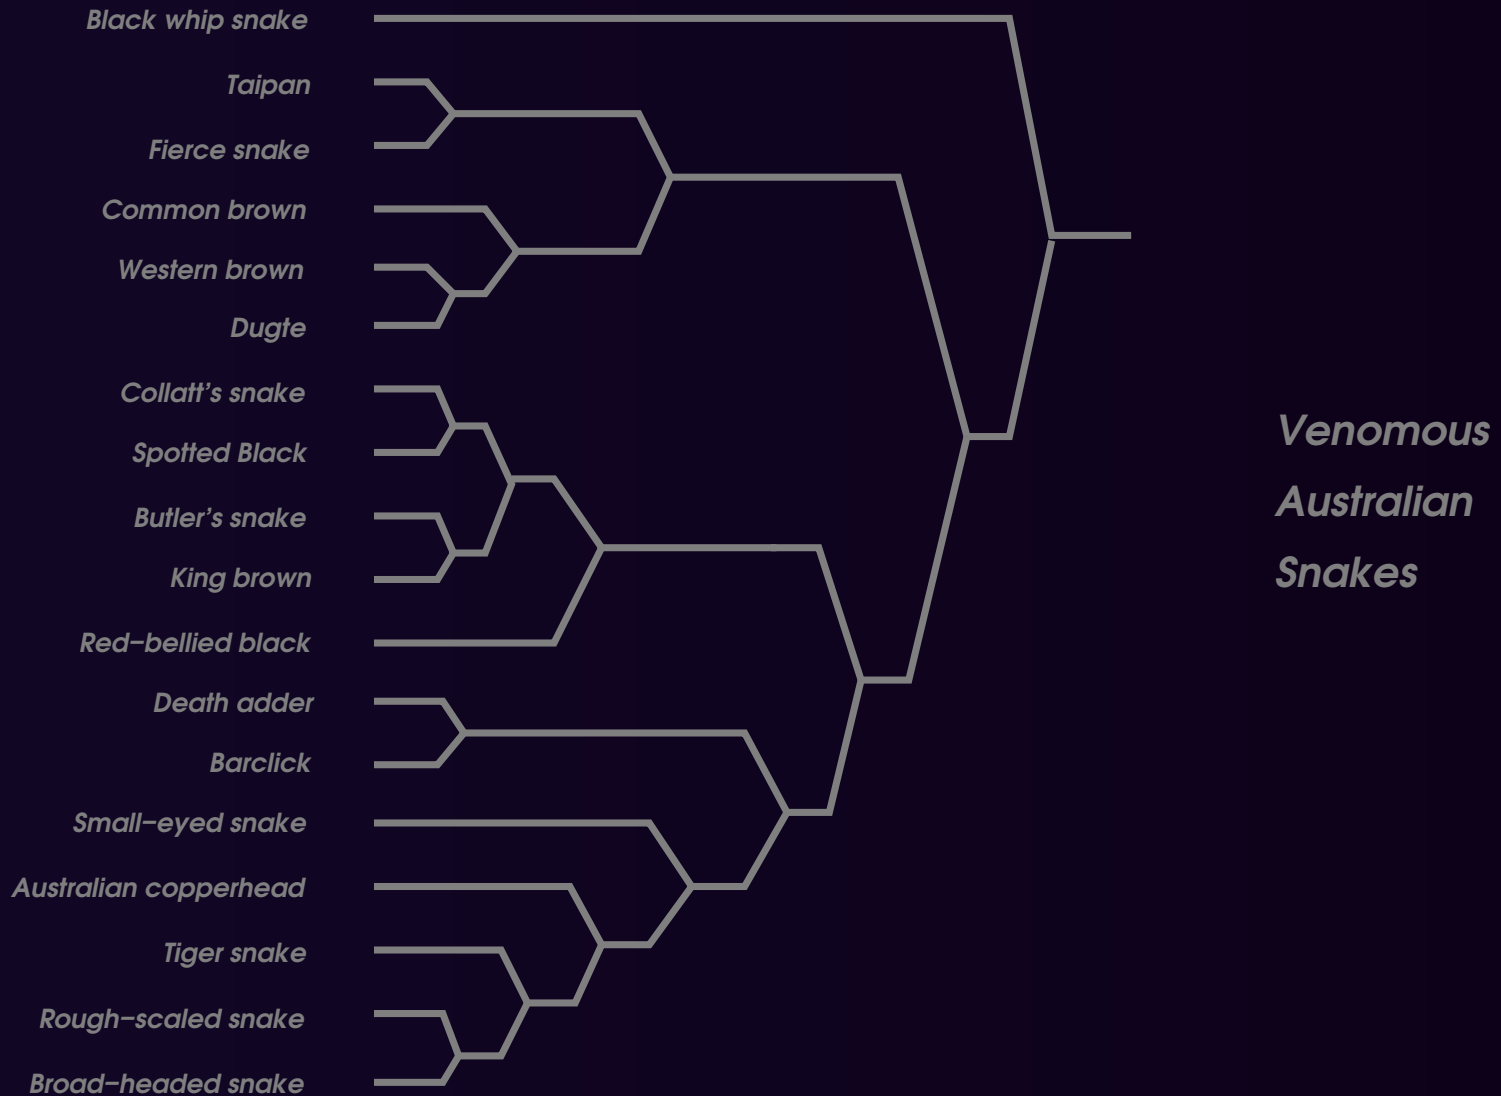 Black whip snake
Taipan
Fierce snake
Common brown
Western brown
Dugte
Collatt's snake
Spotted Black
Butler's snake
King brown
Red-bellied black
Death adder
Barclick
Small-eyed snake
Australian copperhead
Tiger snake
Rough-scaled snake
Broad-headed snake
Venomous
Australian
Snakes